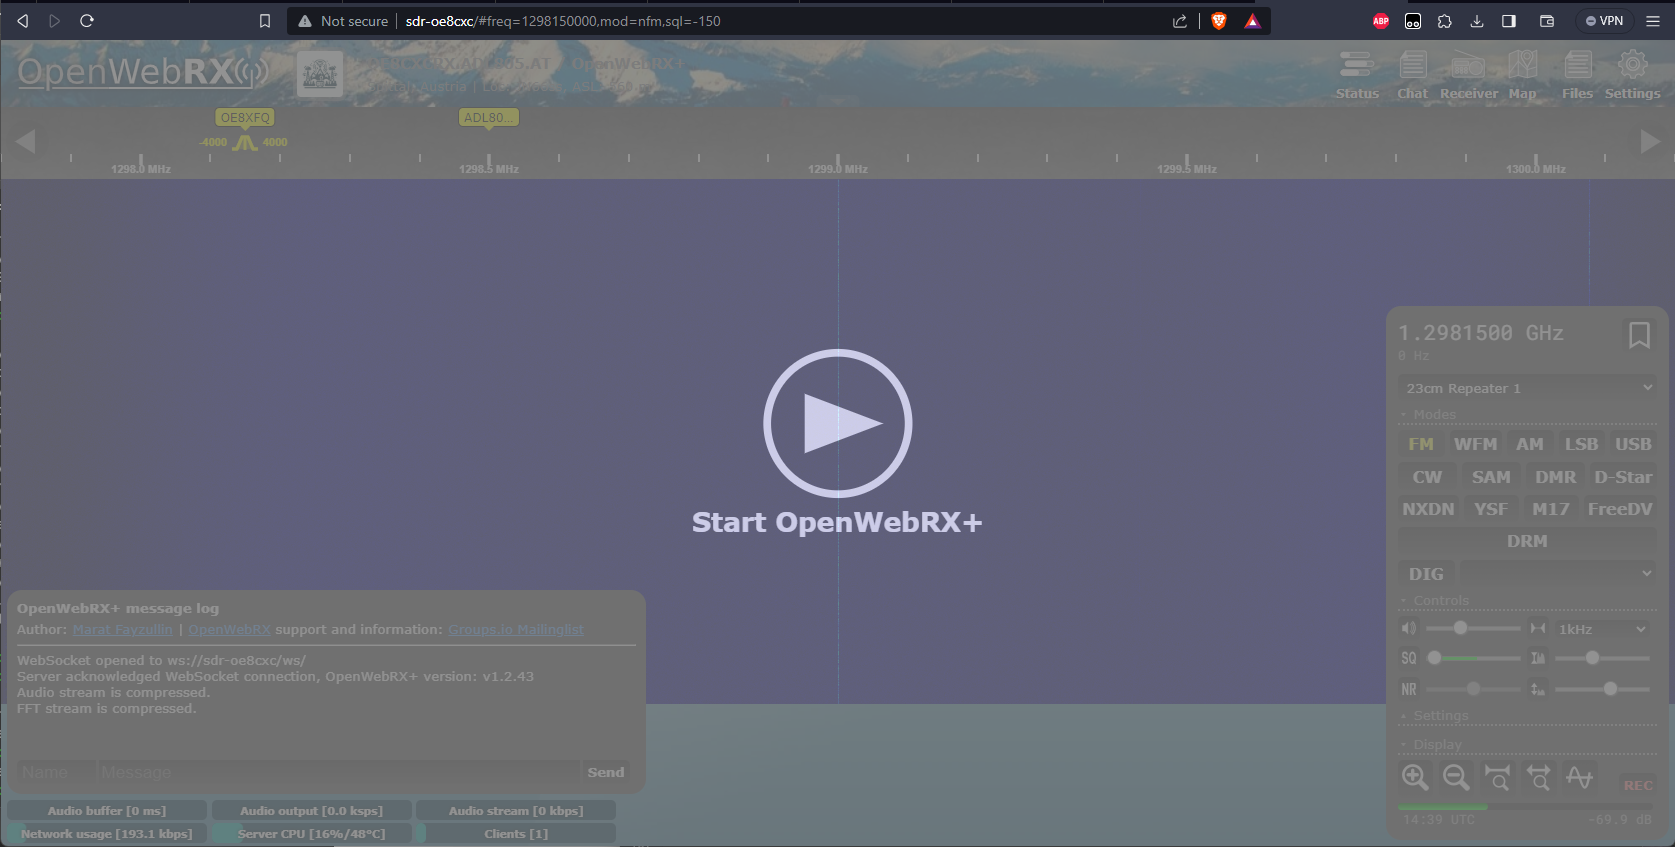 Not secure sdr-oe8cxc/#freq=1298150000,mod=nfm,sql=-150
ABP
VPN
OpenWebRX
OpenWebRX+
Austria |
Status Chat Receiver Map Files Settings
OE8XFQ ADL80...
-4000 4000
1298.0 MHz 1298.5 MHz 1299.0 MHz 1299.5 MHz 1300.0 MHz
Start OpenWebRX+
1.2981500 GHz
0 Hz
23cm Repeater 1
Modes
FM WFM AM LSB USB
CW SAM DMR D-Star
NXDN YSF M17 FreeDV
DRM
DIG
Controls
1kHz
SQ
NR
Settings
Display
REC
14:39 UTC -69.9 dB
OpenWebRX+ message log
Author: Marat Fayzullin | OpenWebRX support and information: Groups.io Mailinglist
WebSocket opened to ws://sdr-oe8cxc/ws/
Server acknowledged WebSocket connection, OpenWebRX+ version: v1.2.43
Audio stream is compressed.
FFT stream is compressed.
Name Message Send
Audio buffer [0 ms] Audio output [0.0 ksps] Audio stream [0 kbps]
Network usage [193.1 kbps] Server CPU [16%/48°C] Clients [1]